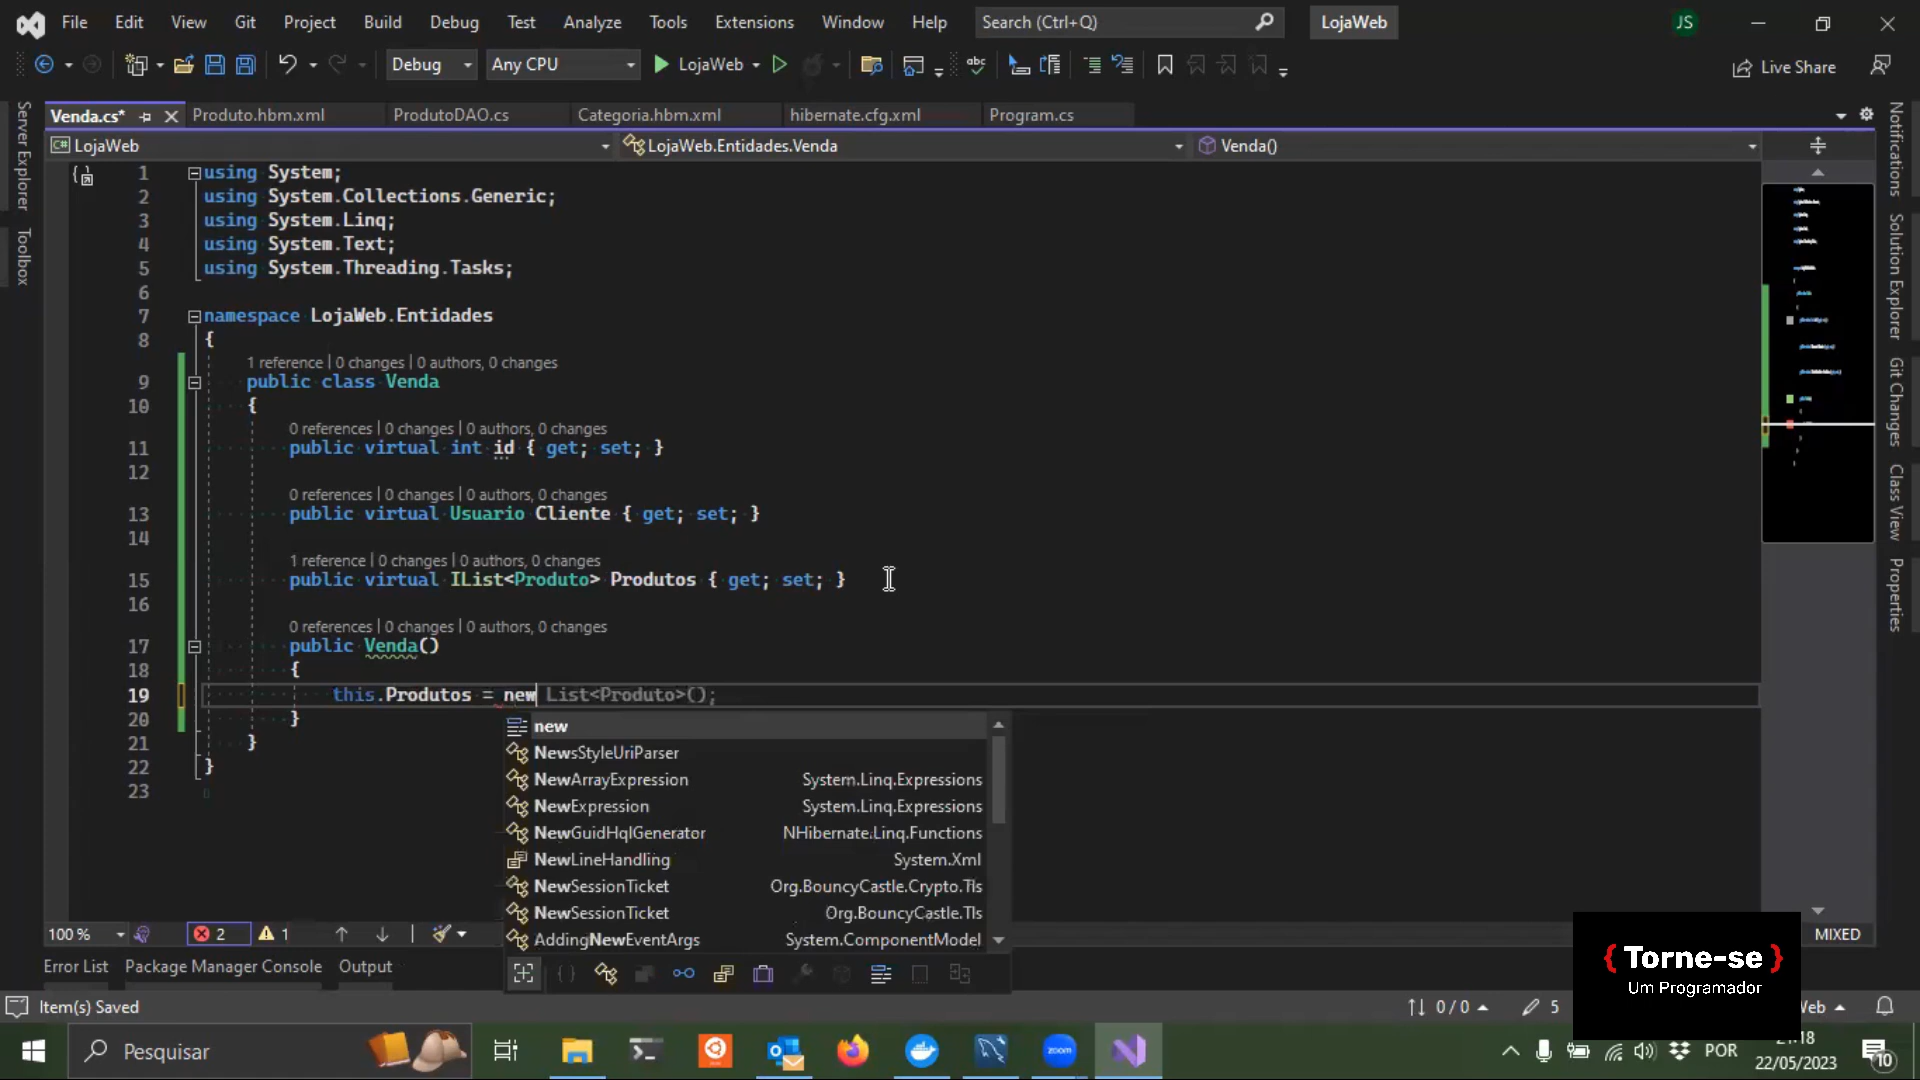 File Edit View Git Project Build Debug Test Analyze Tools Extensions Window Help Search (Ctrl+Q) LojaWeb JS
Debug Any CPU LojaWeb Live Share
Venda.cs* Produto.hbm.xml ProdutoDAO.cs Categoria.hbm.xml hibernate.cfg.xml Program.cs
C# LojaWeb LojaWeb.Entidades.Venda Venda()
Server Explorer
Toolbox
1 using System;
2 using System.Collections.Generic;
3 using System.Linq;
4 using System.Text;
5 using System.Threading.Tasks;
6
7 namespace LojaWeb.Entidades
8 {
1 reference | 0 changes | 0 authors, 0 changes
9 public class Venda
10 {
0 references | 0 changes | 0 authors, 0 changes
11 public virtual int id { get; set; }
12
0 references | 0 changes | 0 authors, 0 changes
13 public virtual Usuario Cliente { get; set; }
14
1 reference | 0 changes | 0 authors, 0 changes
15 public virtual IList<Produto> Produtos { get; set; }
16
0 references | 0 changes | 0 authors, 0 changes
17 public Venda()
18 {
19 this.Produtos = new List<Produto>();
20 }
21 }
22 }
23
new
NewsStyleUriParser
NewArrayExpression System.Linq.Expressions
NewExpression System.Linq.Expressions
NewGuidHqlGenerator NHibernate.Linq.Functions
NewLineHandling System.Xml
NewSessionTicket Org.BouncyCastle.Crypto.Tls
NewSessionTicket Org.BouncyCastle.Tls
AddingNewEventArgs System.ComponentModel
Notifications
Solution Explorer
Git Changes
Class View
Properties
100 % 2 1 MIXED
Error List Package Manager Console Output
Item(s) Saved 0 / 0 5
{ Torne-se }
Um Programador
Pesquisar zoom POR 21:18
22/05/2023 10